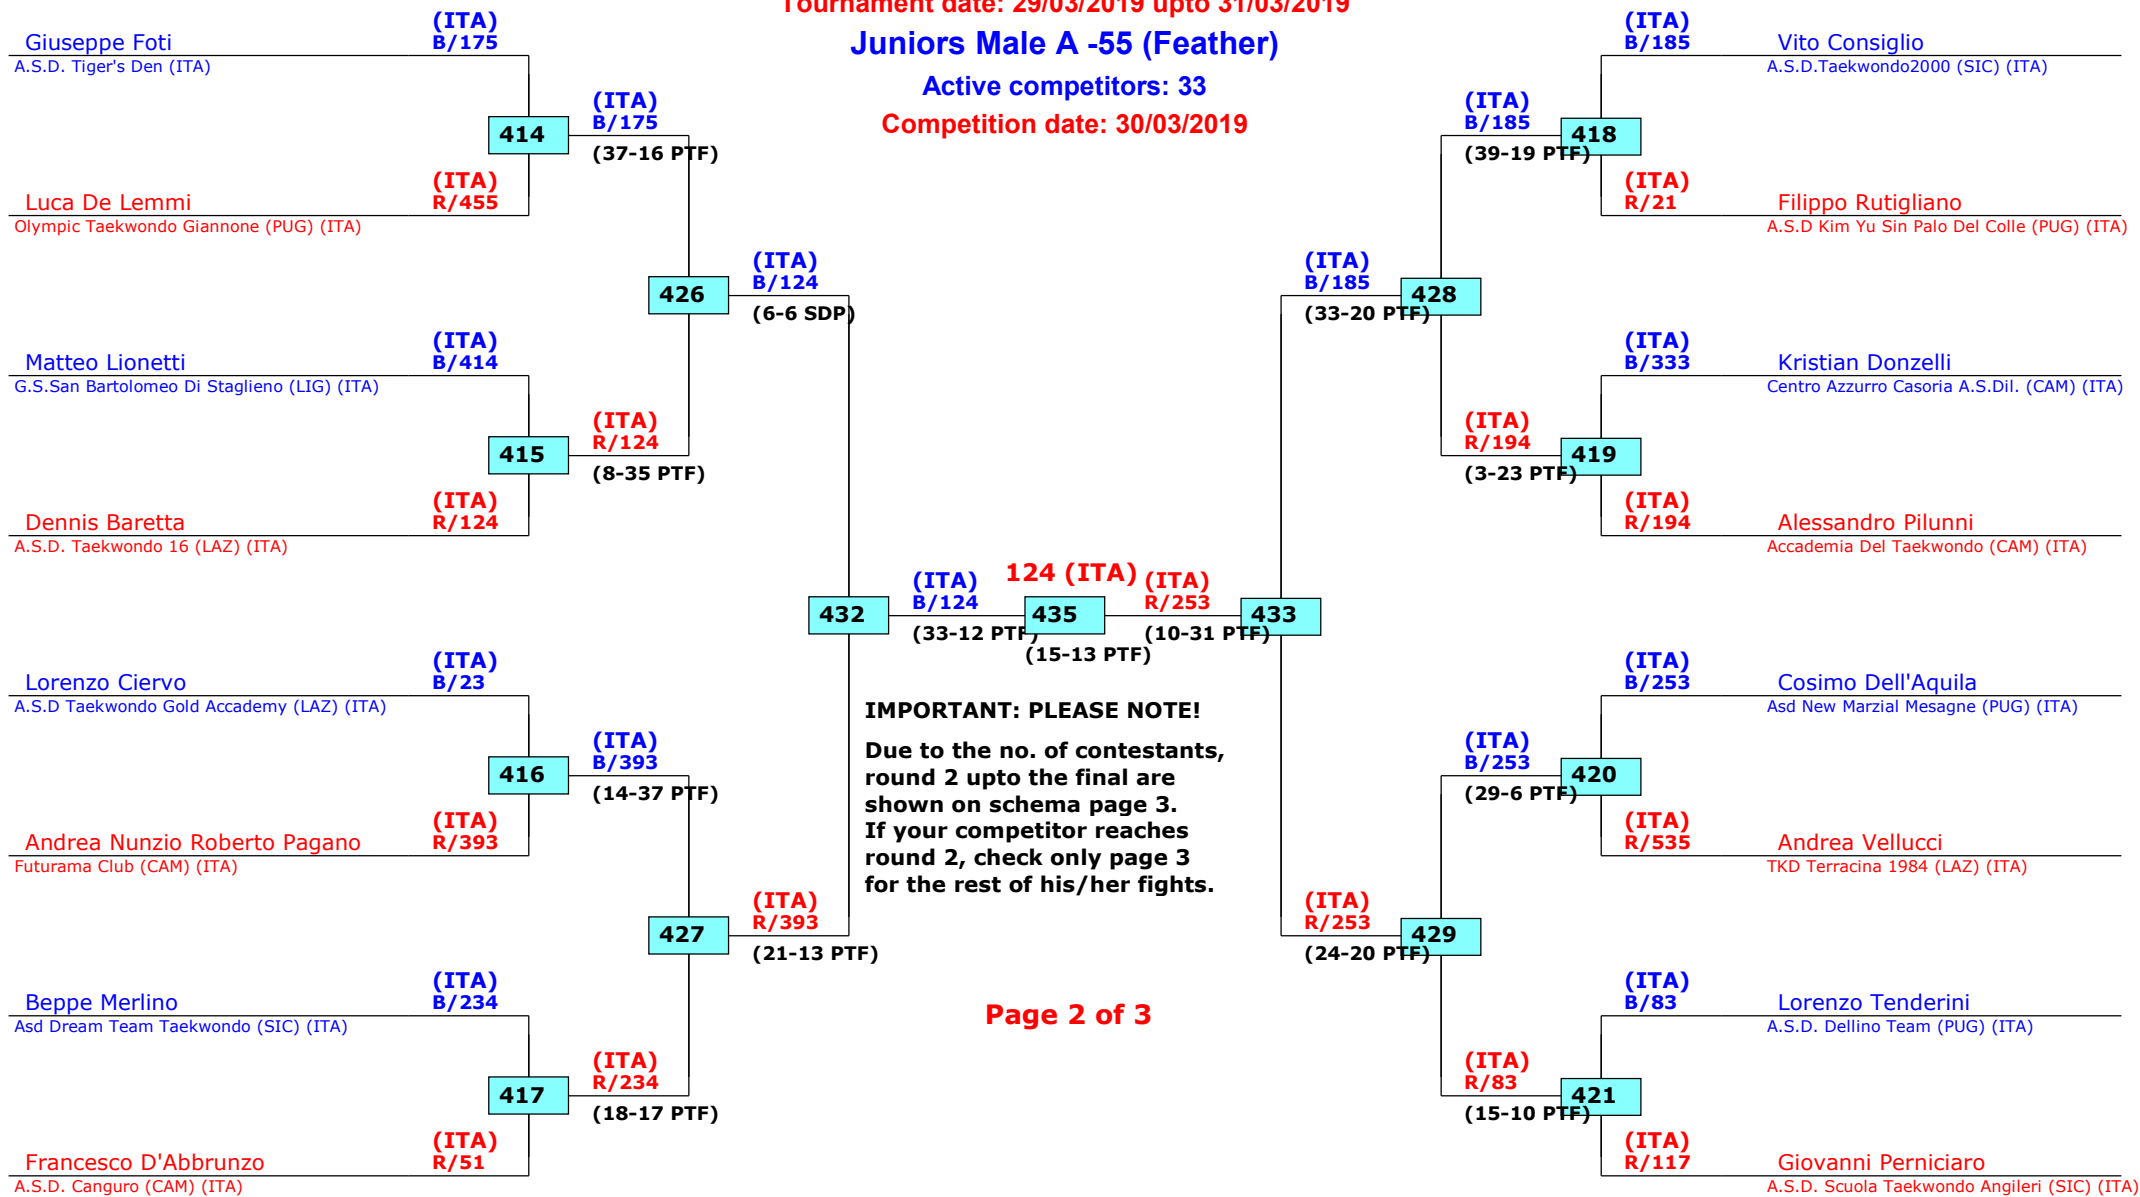 Tournament date: 29/03/2019 upto 31/03/2019
Juniors Male A -55 (Feather)
Active competitors: 33
Competition date: 30/03/2019
(ITA)
Giuseppe Foti B/175
A.S.D. Tiger's Den (ITA)
(ITA)
B/175
414
(37-16 PTF)
(ITA)
Luca De Lemmi R/455
Olympic Taekwondo Giannone (PUG) (ITA)
(ITA)
B/124
426
(6-6 SDP)
(ITA)
Matteo Lionetti B/414
G.S.San Bartolomeo Di Staglieno (LIG) (ITA)
(ITA)
R/124
415
(8-35 PTF)
(ITA)
Dennis Baretta R/124
A.S.D. Taekwondo 16 (LAZ) (ITA)
432
(ITA)
B/124
(33-12 PTF)
124 (ITA)
435
(15-13 PTF)
(ITA)
R/253
433
(10-31 PTF)
(ITA)
Lorenzo Ciervo B/23
A.S.D Taekwondo Gold Accademy (LAZ) (ITA)
(ITA)
B/393
416
(14-37 PTF)
(ITA)
Andrea Nunzio Roberto Pagano R/393
Futurama Club (CAM) (ITA)
(ITA)
R/393
427
(21-13 PTF)
(ITA)
Beppe Merlino B/234
Asd Dream Team Taekwondo (SIC) (ITA)
(ITA)
R/234
417
(18-17 PTF)
(ITA)
Francesco D'Abbrunzo R/51
A.S.D. Canguro (CAM) (ITA)
IMPORTANT: PLEASE NOTE!
Due to the no. of contestants,
round 2 upto the final are
shown on schema page 3.
If your competitor reaches
round 2, check only page 3
for the rest of his/her fights.
Page 2 of 3
(ITA)
B/185 Vito Consiglio
A.S.D.Taekwondo2000 (SIC) (ITA)
(ITA)
B/185
418
(39-19 PTF)
(ITA)
R/21 Filippo Rutigliano
A.S.D Kim Yu Sin Palo Del Colle (PUG) (ITA)
(ITA)
B/185
428
(33-20 PTF)
(ITA)
B/333 Kristian Donzelli
Centro Azzurro Casoria A.S.Dil. (CAM) (ITA)
(ITA)
R/194
419
(3-23 PTF)
(ITA)
R/194 Alessandro Pilunni
Accademia Del Taekwondo (CAM) (ITA)
(ITA)
B/253 Cosimo Dell'Aquila
Asd New Marzial Mesagne (PUG) (ITA)
(ITA)
B/253
420
(29-6 PTF)
(ITA)
R/535 Andrea Vellucci
TKD Terracina 1984 (LAZ) (ITA)
(ITA)
R/253
429
(24-20 PTF)
(ITA)
B/83 Lorenzo Tenderini
A.S.D. Dellino Team (PUG) (ITA)
(ITA)
R/83
421
(15-10 PTF)
(ITA)
R/117 Giovanni Perniciaro
A.S.D. Scuola Taekwondo Angileri (SIC) (ITA)